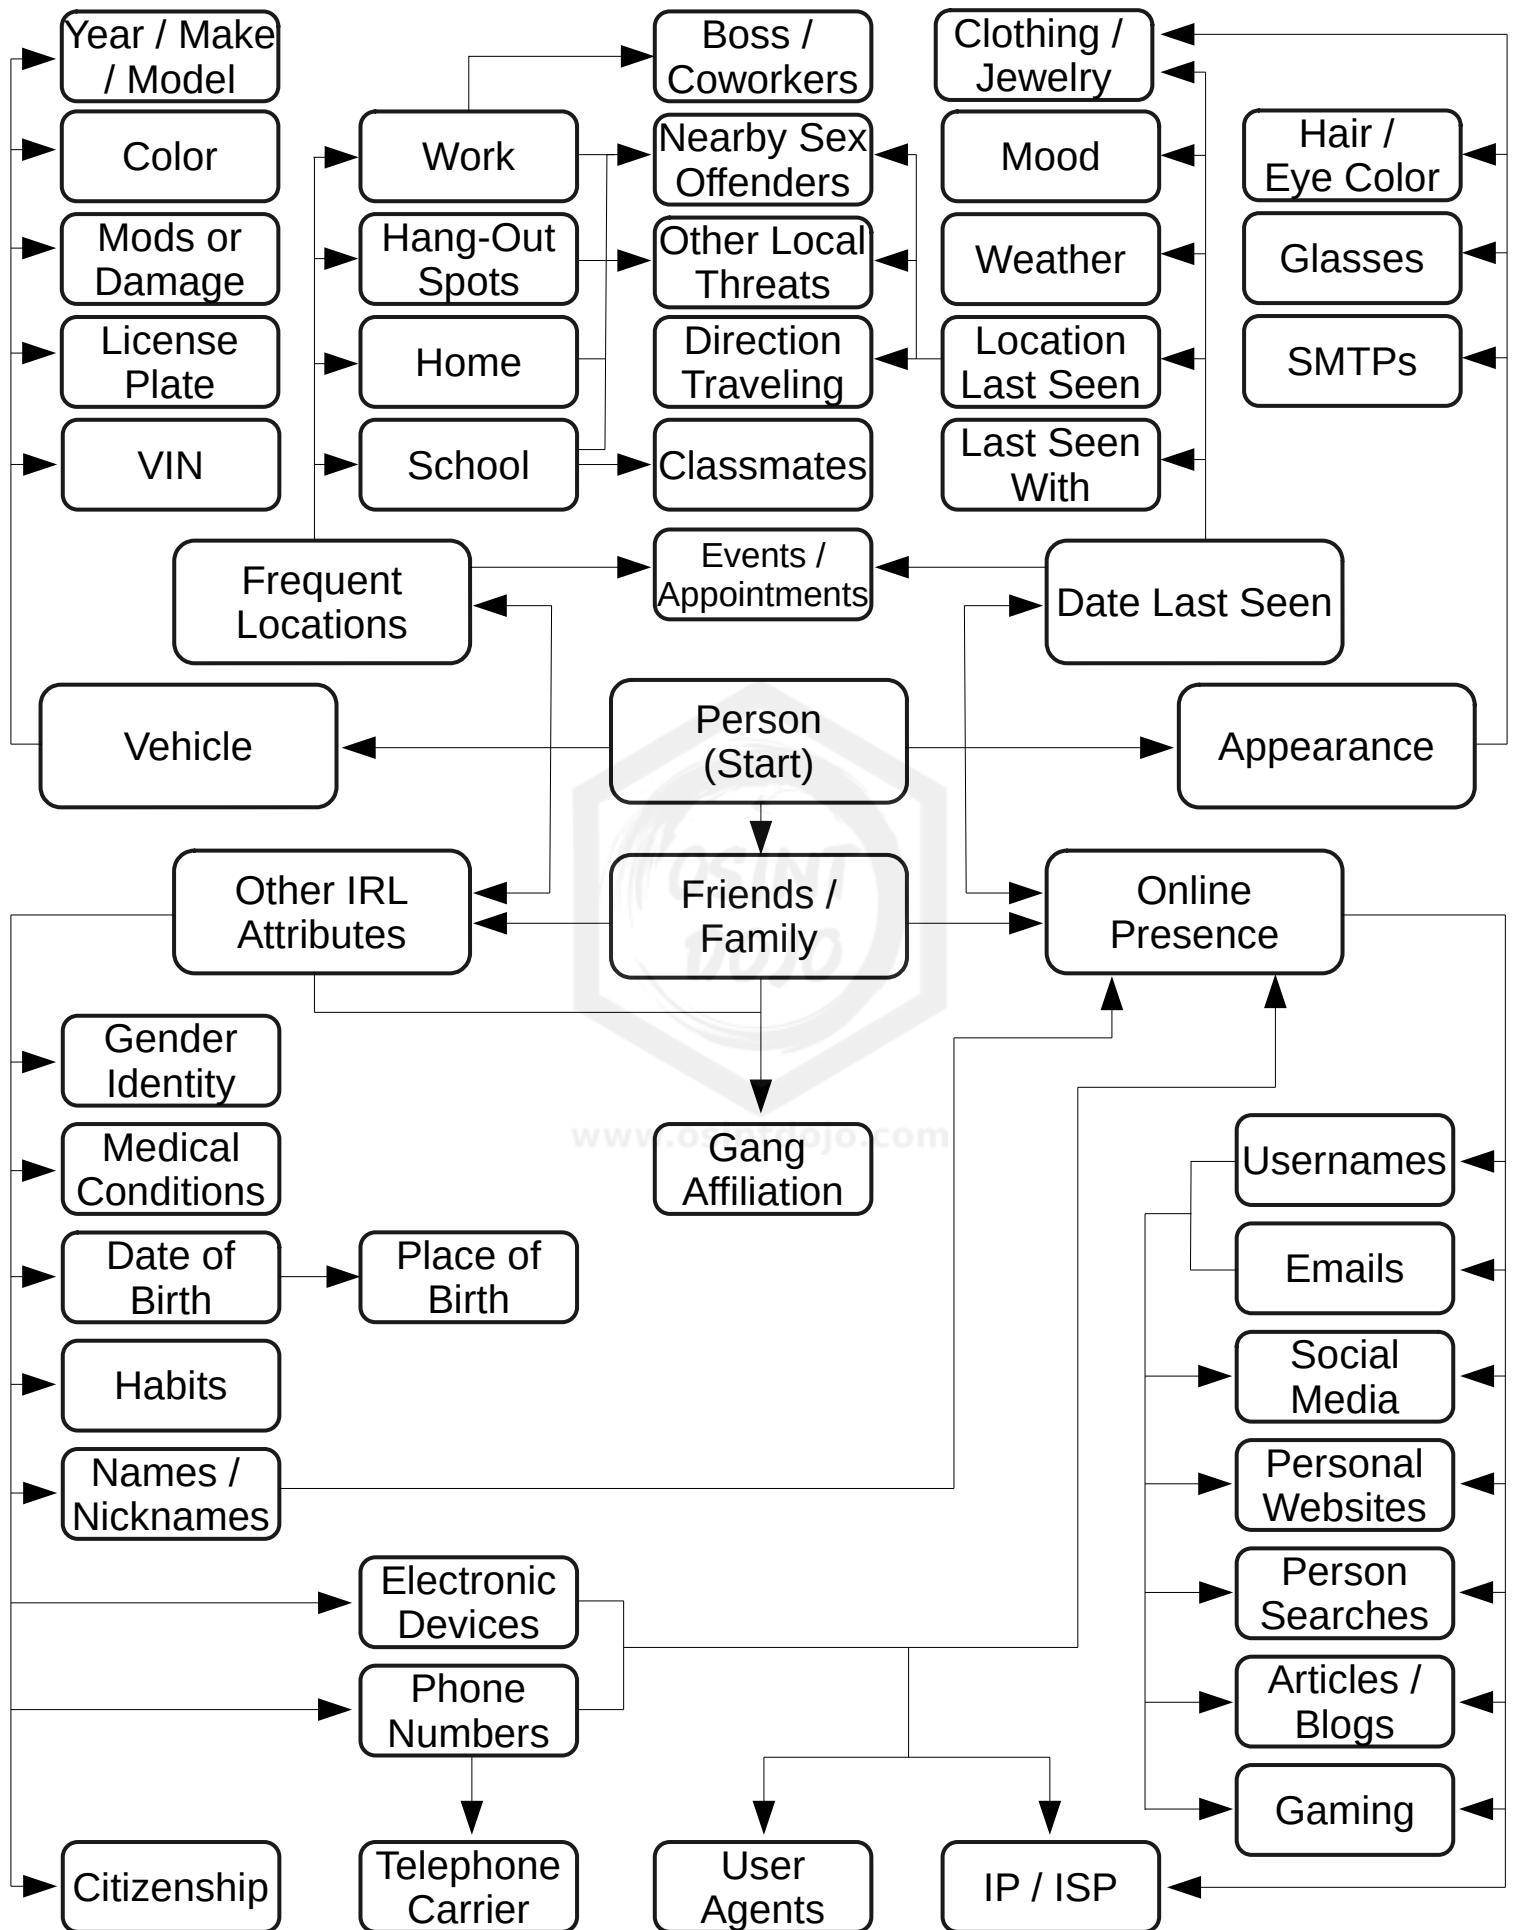 Year / Make
/ Model
Boss /
Coworkers
Clothing /
Jewelry
Color
Work
Nearby Sex
Offenders
Mood
Hair /
Eye Color
Mods or
Damage
Hang-Out
Spots
Other Local
Threats
Weather
Glasses
License
Plate
Home
Direction
Traveling
Location
Last Seen
SMTPs
VIN
School
Classmates
Last Seen
With
Frequent
Locations
Events /
Appointments
Date Last Seen
Vehicle
Person
(Start)
Appearance
Other IRL
Attributes
Friends /
Family
Online
Presence
OSINT
DOJO
www.osintdojo.com
Gender
Identity
Medical
Conditions
Gang
Affiliation
Usernames
Date of
Birth
Place of
Birth
Emails
Habits
Social
Media
Names /
Nicknames
Personal
Websites
Electronic
Devices
Person
Searches
Phone
Numbers
Articles /
Blogs
Gaming
Citizenship
Telephone
Carrier
User
Agents
IP / ISP